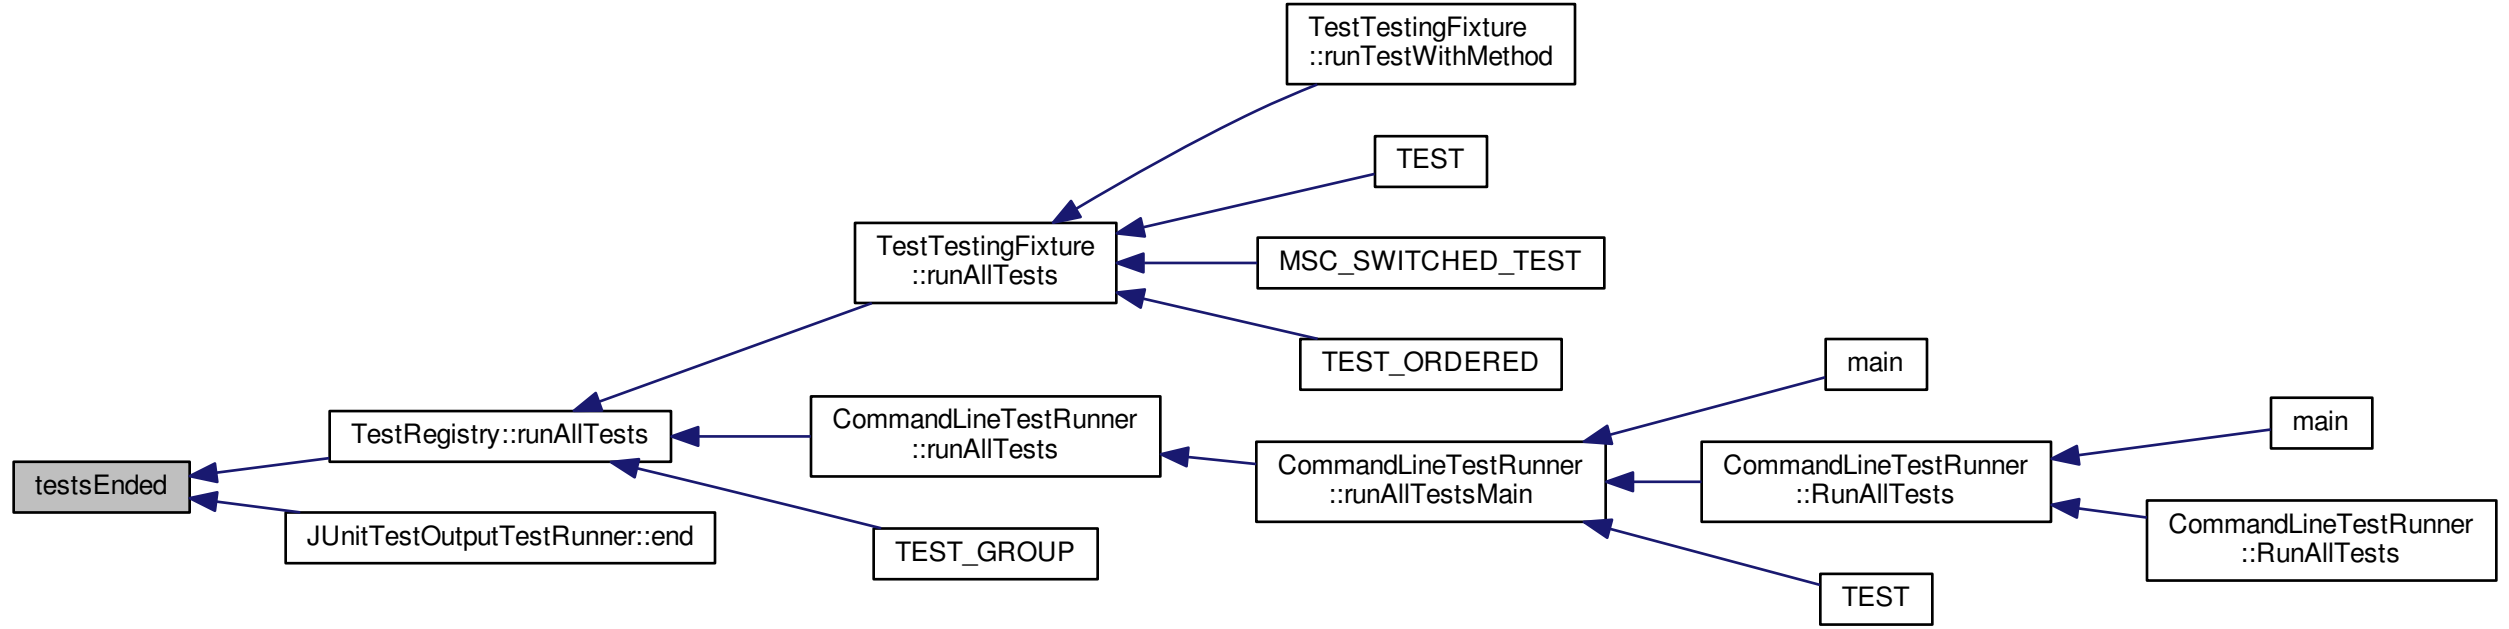 TestTestingFixture
::runTestWithMethod
TEST
TestTestingFixture
::runAllTests
MSC_SWITCHED_TEST
TEST_ORDERED
main
CommandLineTestRunner
::runAllTests
TestRegistry::runAllTests
main
CommandLineTestRunner
::runAllTestsMain
CommandLineTestRunner
::RunAllTests
testsEnded
JUnitTestOutputTestRunner::end
TEST_GROUP
CommandLineTestRunner
::RunAllTests
TEST